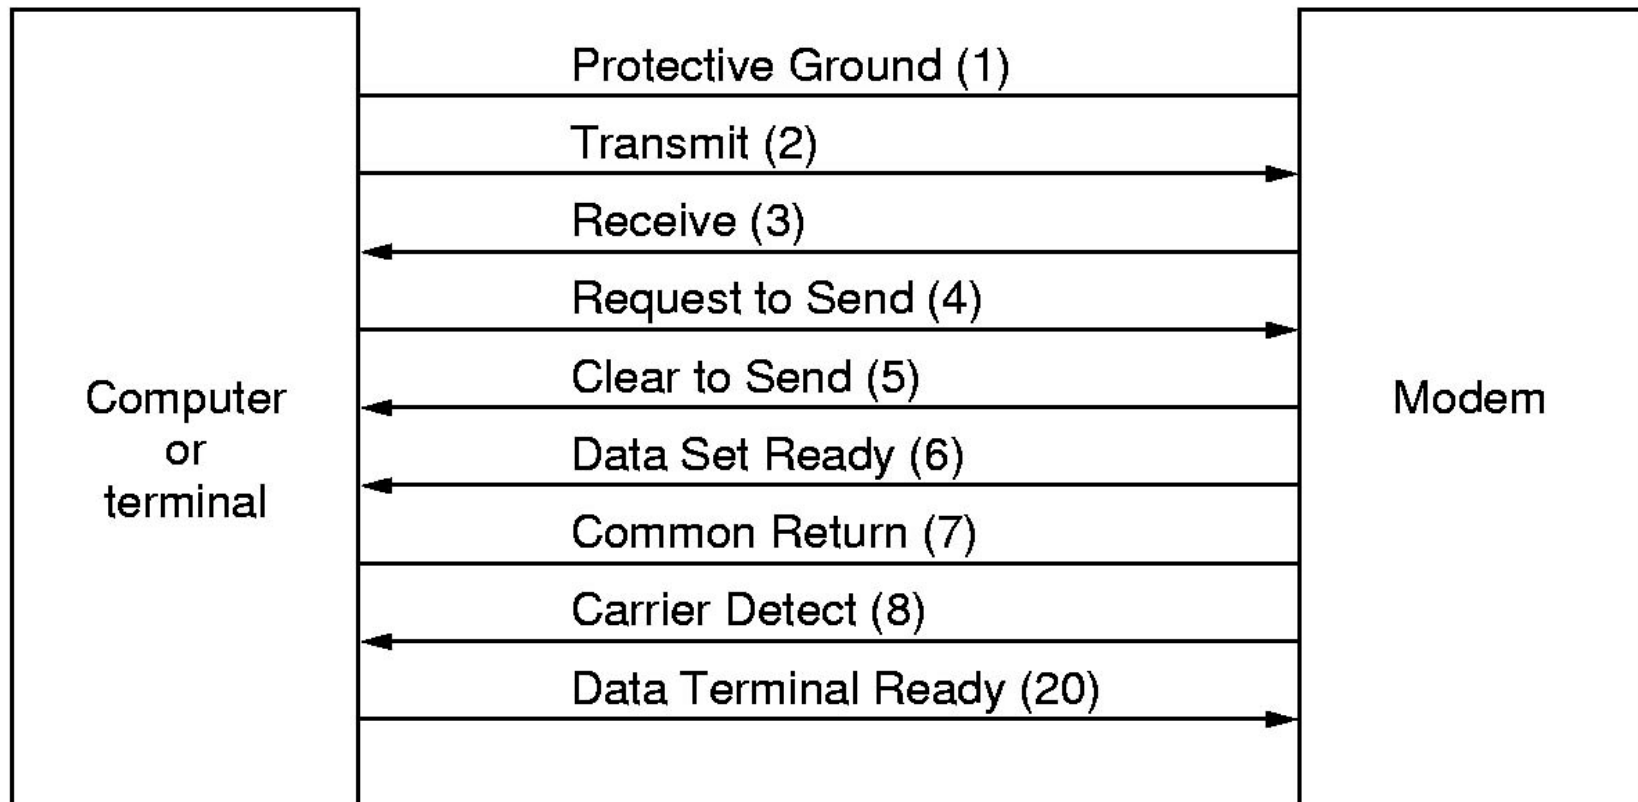 Protective Ground (1)
Transmit (2)
Receive (3)
Request to Send (4)
Clear to Send (5)
Data Set Ready (6)
Common Return (7)
Carrier Detect (8)
Data Terminal Ready (20)
Computer
or
terminal
Modem